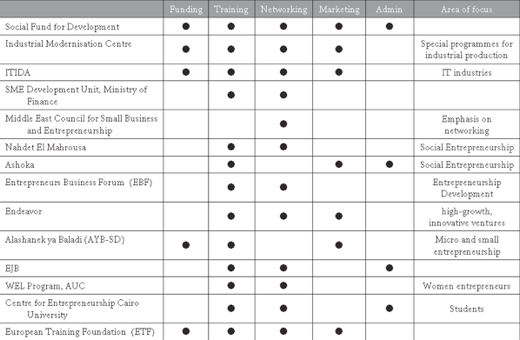 Funding Training Networking Marketing Admin Area of focus
Social Fund for Development ● ● ● ● ●
Industrial Modernisation Centre ● ● ● ● Special programmes for
industrial production
ITIDA ● ● ● ● IT industries
SME Development Unit, Ministry of
Finance ● ●
Middle East Council for Small Business
and Entrepreneurship ● Emphasis on
networking
Nahdet El Mahrousa ● ● Social Entrepreneurship
Ashoka ● ● ● Social Entrepreneurship
Entrepreneurs Business Forum (EBF) ● ● Entrepreneurship
Development
Endeavor ● ● ● high-growth,
innovative ventures
Alashanek ya Baladi (AYB-SD) ● ● ● Micro and small
entrepreneurship
EJB ● ● ●
WEL Program, AUC ● ● Women entrepreneurs
Centre for Entrepreneurship Cairo
University ● ● ● Students
European Training Foundation (ETF) ● ● ● ●